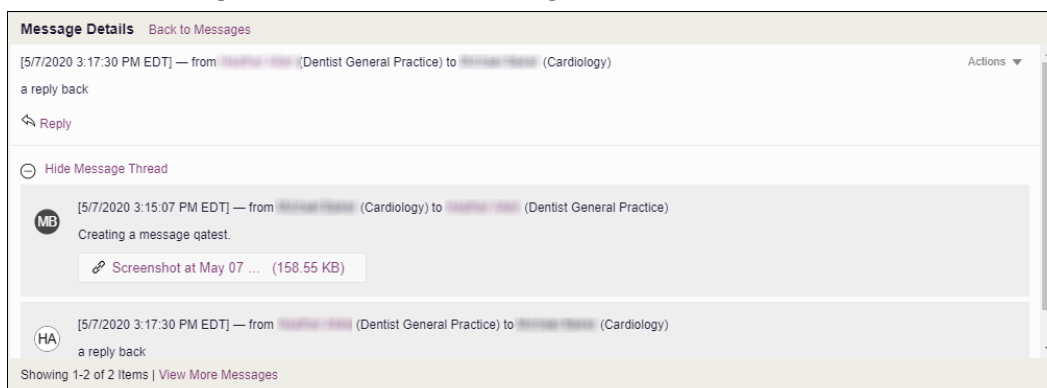 Message Details Back to Messages
[5/7/2020 3:17:30 PM EDT] — from (Dentist General Practice) to (Cardiology) Actions ▼
a reply back
Reply
Hide Message Thread
MB [5/7/2020 3:15:07 PM EDT] — from (Cardiology) to (Dentist General Practice)
Creating a message qatest.
Screenshot at May 07 ... (158.55 KB)
HA [5/7/2020 3:17:30 PM EDT] — from (Dentist General Practice) to (Cardiology)
a reply back
Showing 1-2 of 2 Items | View More Messages